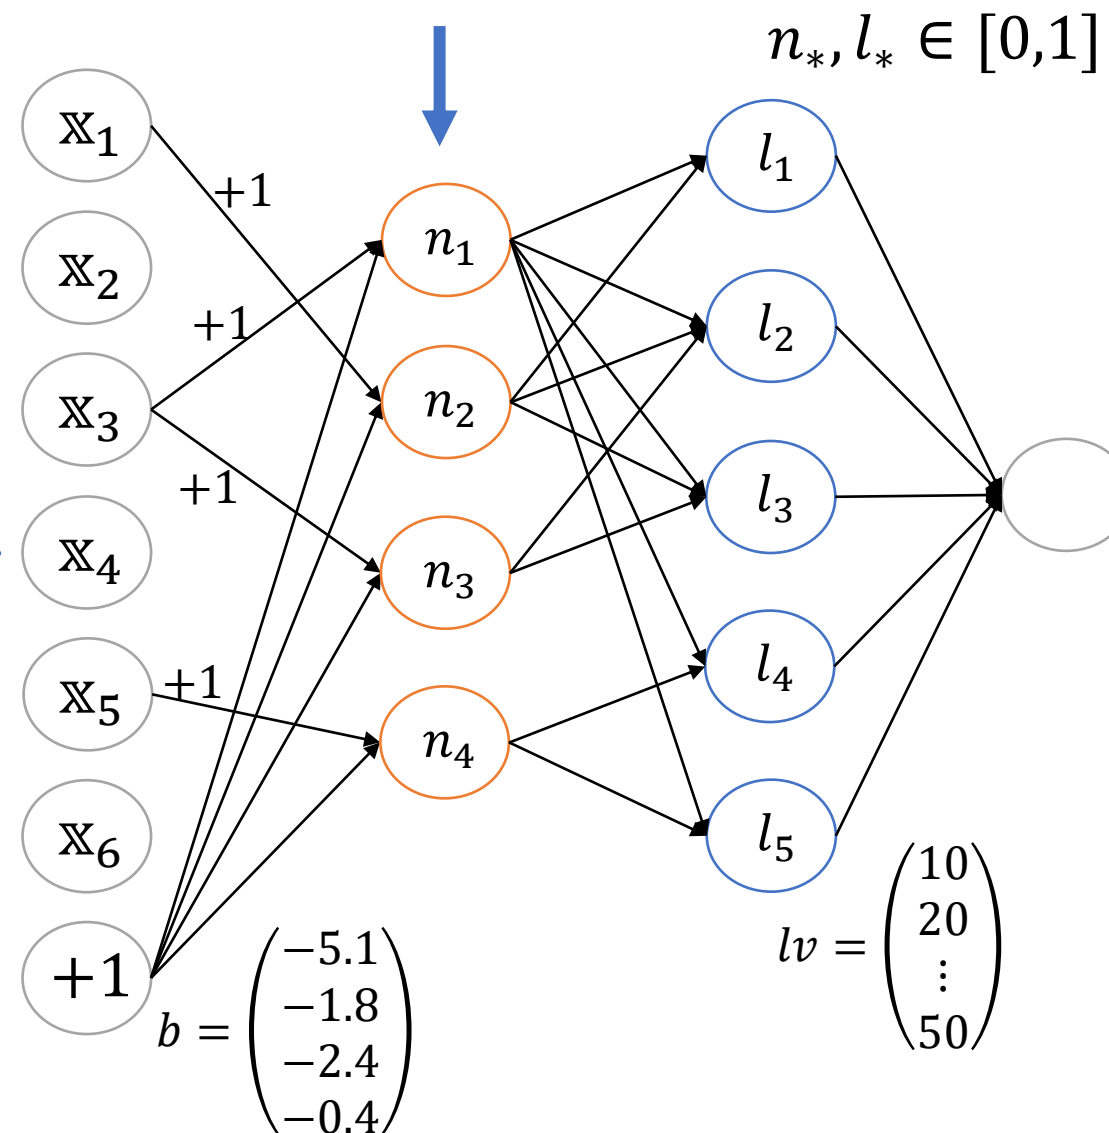 n∗, l∗ ∈ [0,1]
𝕩₁
𝕩₂
𝕩₃
𝕩₄
𝕩₅
𝕩₆
+1
+1
+1
+1
+1
n₁
n₂
n₃
n₄
l₁
l₂
l₃
l₄
l₅
b = (−5.1
−1.8
−2.4
−0.4)
lv = (10
20
⋮
50)